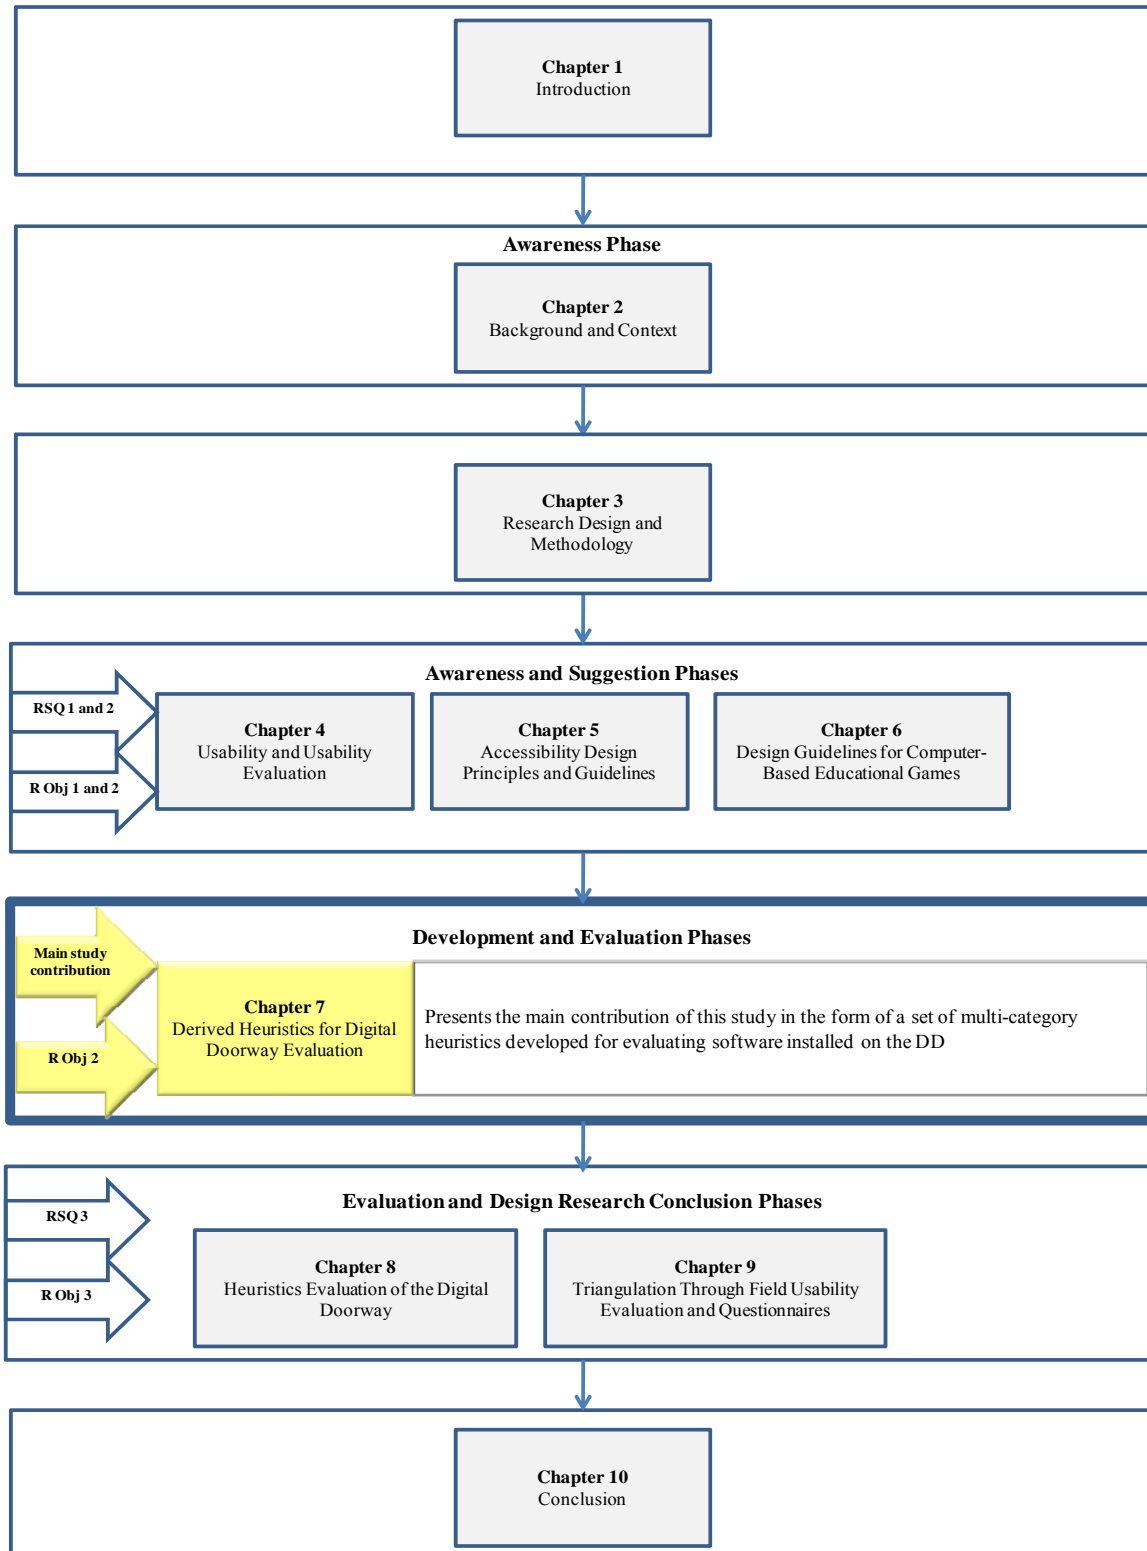 Chapter 1
Introduction
Awareness Phase
Chapter 2
Background and Context
Chapter 3
Research Design and
Methodology
Awareness and Suggestion Phases
RSQ 1 and 2
R Obj 1 and 2
Chapter 4
Usability and Usability
Evaluation
Chapter 5
Accessibility Design
Principles and Guidelines
Chapter 6
Design Guidelines for Computer-
Based Educational Games
Development and Evaluation Phases
Main study
contribution
R Obj 2
Chapter 7
Derived Heuristics for Digital
Doorway Evaluation
Presents the main contribution of this study in the form of a set of multi-category
heuristics developed for evaluating software installed on the DD
Evaluation and Design Research Conclusion Phases
RSQ 3
R Obj 3
Chapter 8
Heuristics Evaluation of the Digital
Doorway
Chapter 9
Triangulation Through Field Usability
Evaluation and Questionnaires
Chapter 10
Conclusion